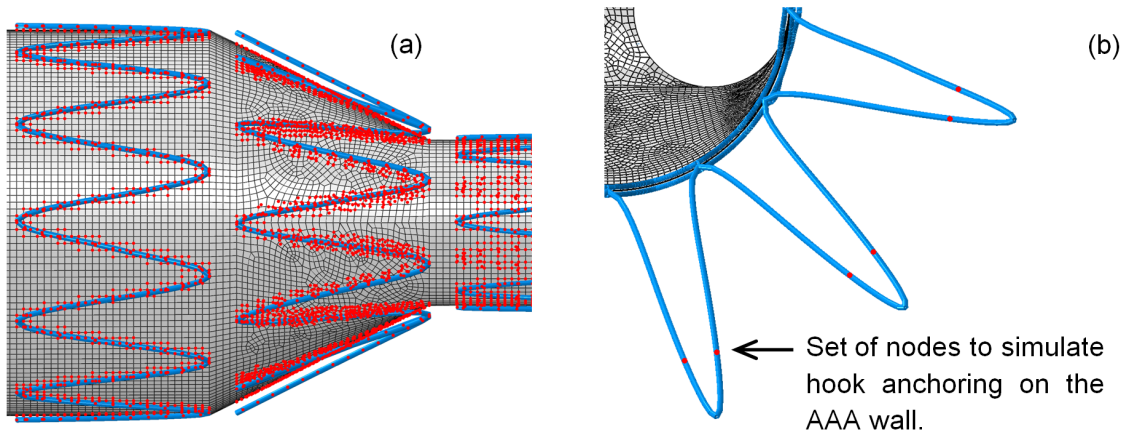 (a)
(b)
Set of nodes to simulate
hook anchoring on the
AAA wall.